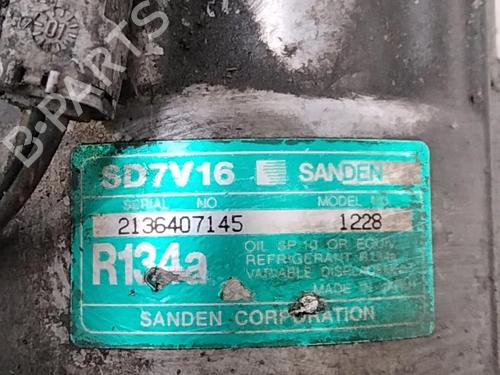 B-PARTS
SD7V16 SANDEN
SERIAL NO. MODEL NO.
2136407145 1228
R134a
OIL SP 10 OR EQUIV.
REFRIGERANT R134a
VARIABLE DISPLACEMENT
MADE IN
SANDEN CORPORATION